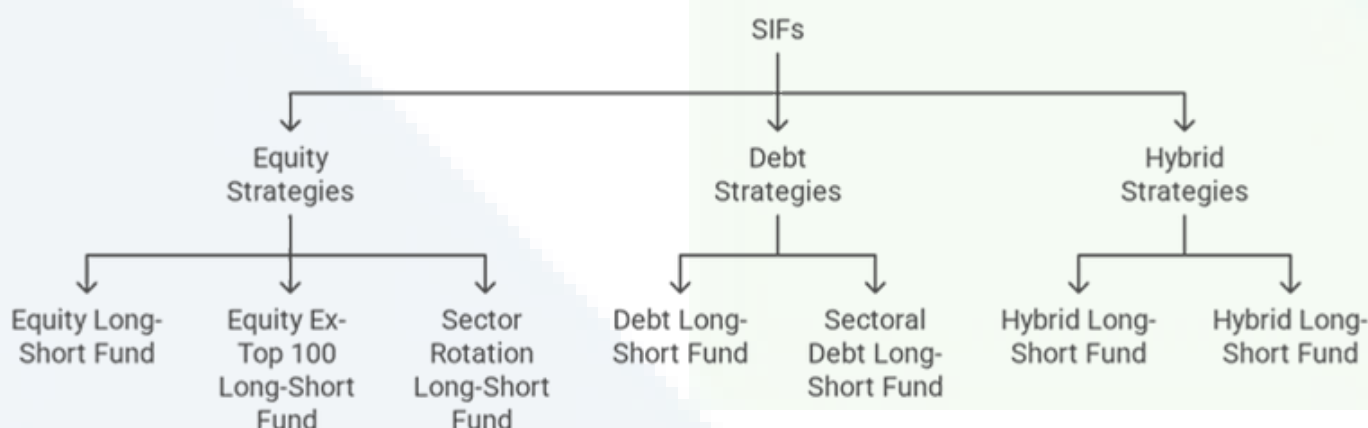 SIFs
Equity
Strategies
Debt
Strategies
Hybrid
Strategies
Equity Long-
Short Fund
Equity Ex-
Top 100
Long-Short
Fund
Sector
Rotation
Long-Short
Fund
Debt Long-
Short Fund
Sectoral
Debt Long-
Short Fund
Hybrid Long-
Short Fund
Hybrid Long-
Short Fund